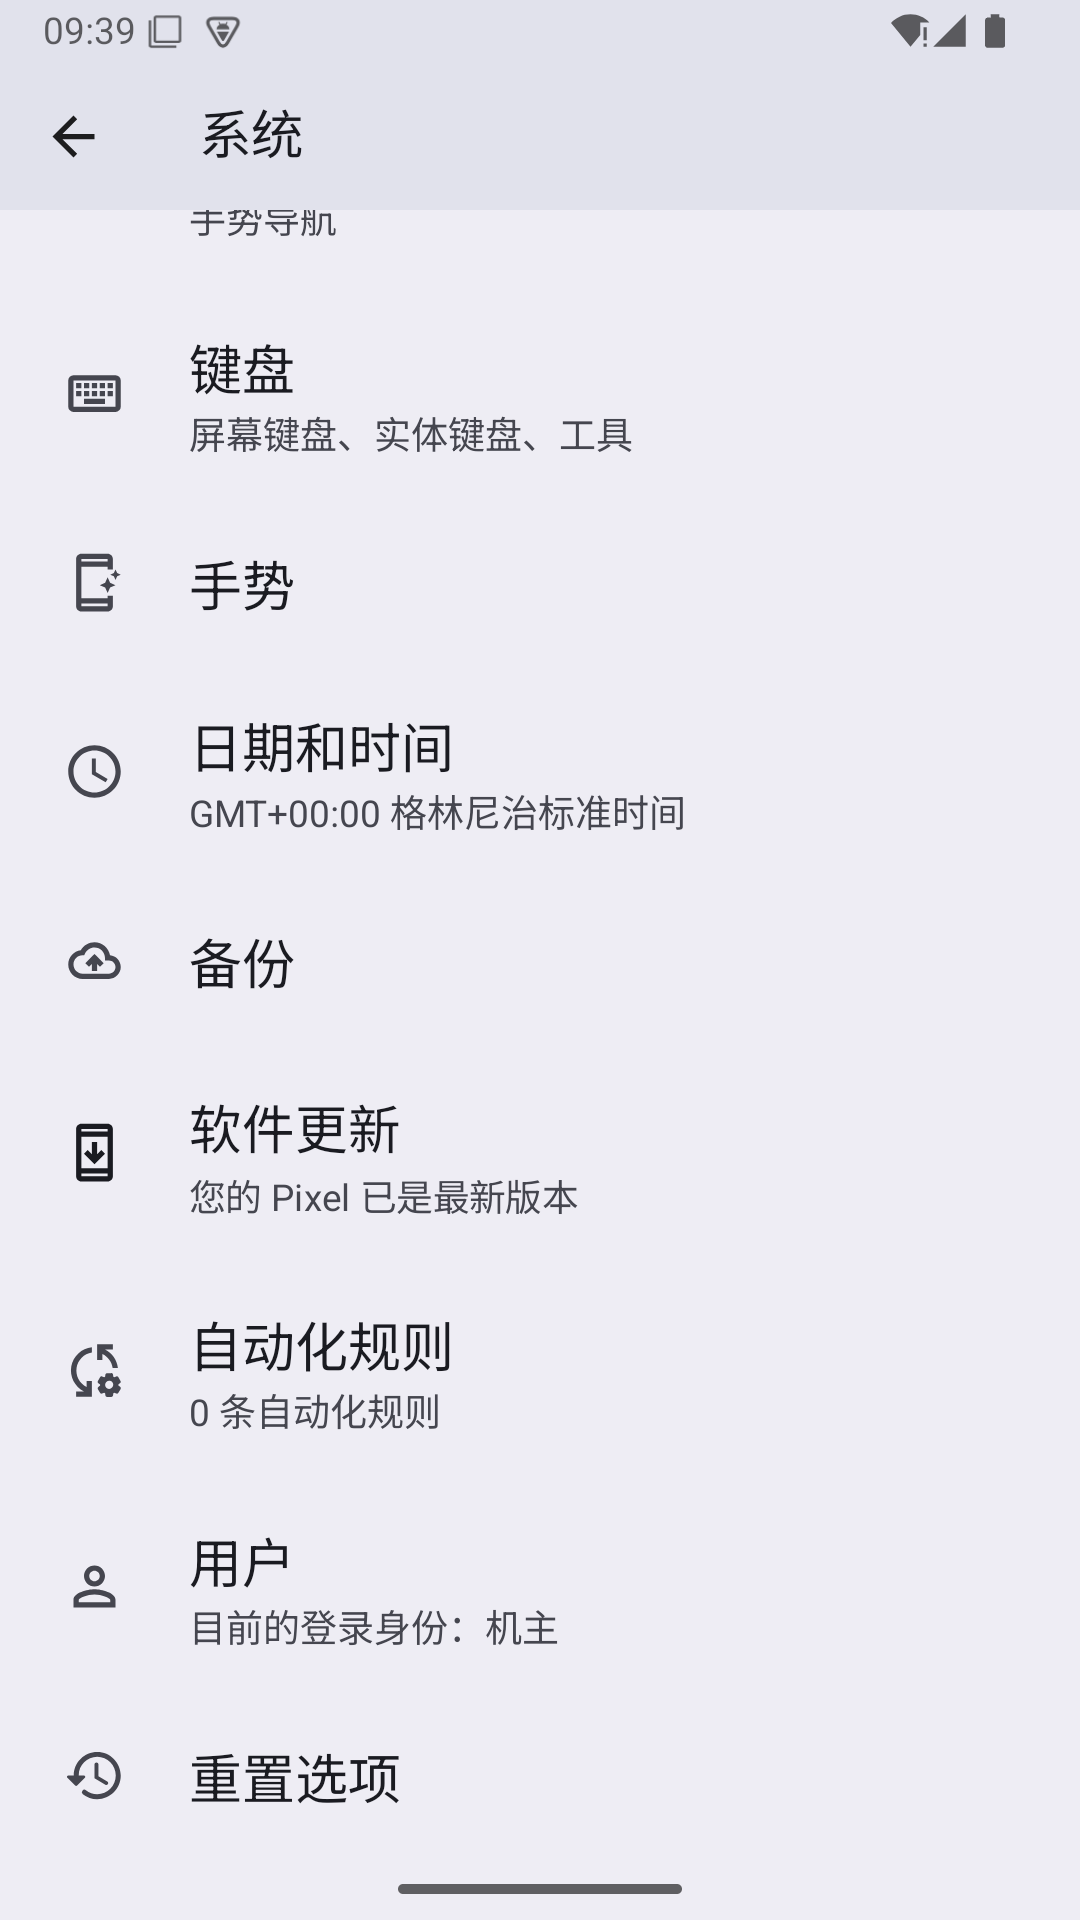 09:39
系统
手势导航
键盘
屏幕键盘、实体键盘、工具
手势
日期和时间
GMT+00:00 格林尼治标准时间
备份
软件更新
您的 Pixel 已是最新版本
自动化规则
0 条自动化规则
用户
目前的登录身份：机主
重置选项